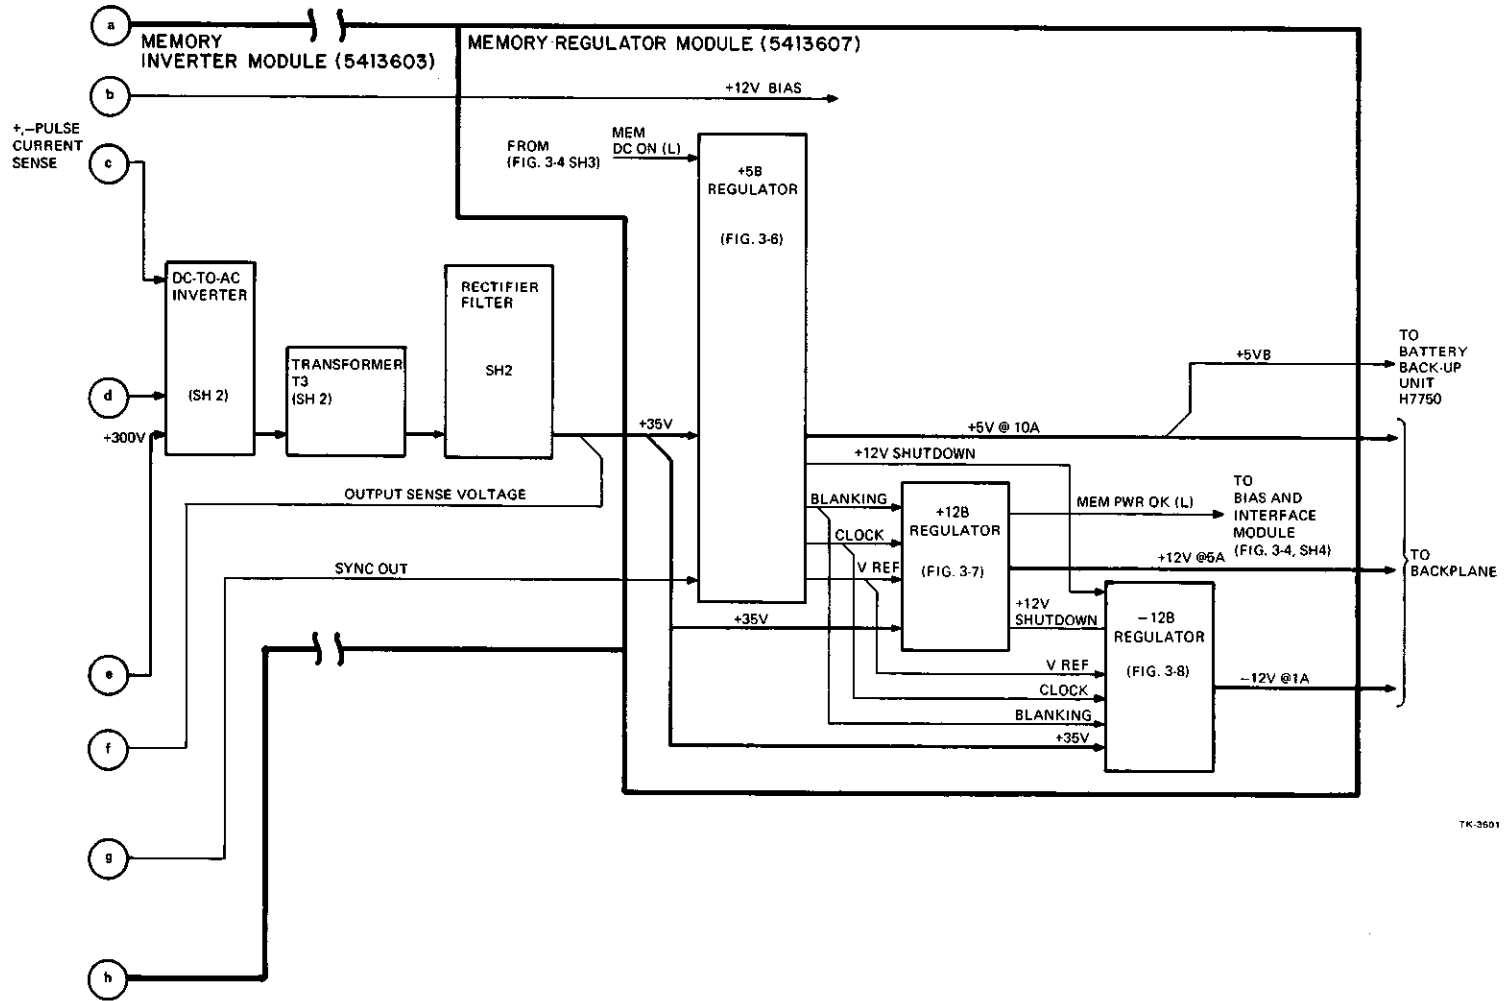 a
MEMORY
INVERTER MODULE (5413603)
MEMORY REGULATOR MODULE (5413607)
b
+12V BIAS
+,–PULSE
CURRENT
SENSE
c
FROM
(FIG. 3-4 SH3)
MEM
DC ON (L)
+5B
REGULATOR
(FIG. 3-6)
DC-TO-AC
INVERTER
(SH 2)
TRANSFORMER
T3
(SH 2)
RECTIFIER
FILTER
SH2
d
+300V
+35V
+5VB
TO
BATTERY
BACK-UP
UNIT
H7750
+5V @ 10A
+12V SHUTDOWN
OUTPUT SENSE VOLTAGE
BLANKING
CLOCK
V REF
+12B
REGULATOR
(FIG. 3-7)
MEM PWR OK (L)
TO
BIAS AND
INTERFACE
MODULE
(FIG. 3-4, SH4)
+12V @5A
TO
BACKPLANE
SYNC OUT
+35V
+12V
SHUTDOWN
–12B
REGULATOR
(FIG. 3-8)
V REF
CLOCK
BLANKING
+35V
–12V @1A
e
f
g
h
TK-3601